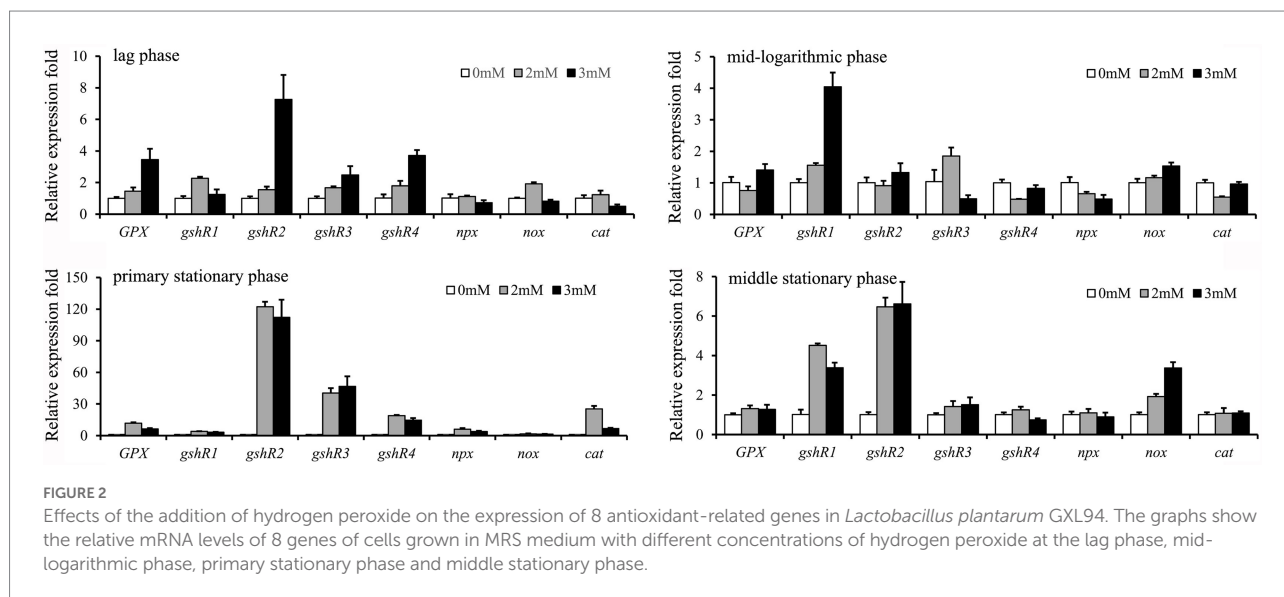 lag phase
0mM 2mM 3mM
Relative expression fold
10
8
6
4
2
0
GPX gshR1 gshR2 gshR3 gshR4 npx nox cat
mid-logarithmic phase
0mM 2mM 3mM
Relative expression fold
5
4
3
2
1
0
GPX gshR1 gshR2 gshR3 gshR4 npx nox cat
primary stationary phase
0mM 2mM 3mM
Relative expression fold
150
120
90
60
30
0
GPX gshR1 gshR2 gshR3 gshR4 npx nox cat
middle stationary phase
0mM 2mM 3mM
Relative expression fold
8
6
4
2
0
GPX gshR1 gshR2 gshR3 gshR4 npx nox cat
FIGURE 2
Effects of the addition of hydrogen peroxide on the expression of 8 antioxidant-related genes in Lactobacillus plantarum GXL94. The graphs show
the relative mRNA levels of 8 genes of cells grown in MRS medium with different concentrations of hydrogen peroxide at the lag phase, mid-
logarithmic phase, primary stationary phase and middle stationary phase.